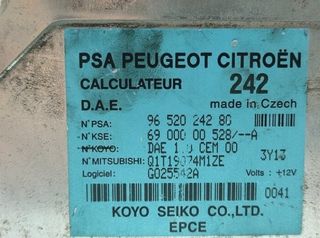 PSA PEUGEOT CITROËN
CALCULATEUR 242
D.A.E. made in Czech
N°PSA: 96 520 242 80
N°KSE: 69 000 00 528/--A
N°KOYO: DAE 1.0 CEM 00
N°MITSUBISHI: Q1T19074M1ZE 3Y13
Logiciel: G025542A Volts : +12V
0041
KOYO SEIKO CO.,LTD.
EPCE